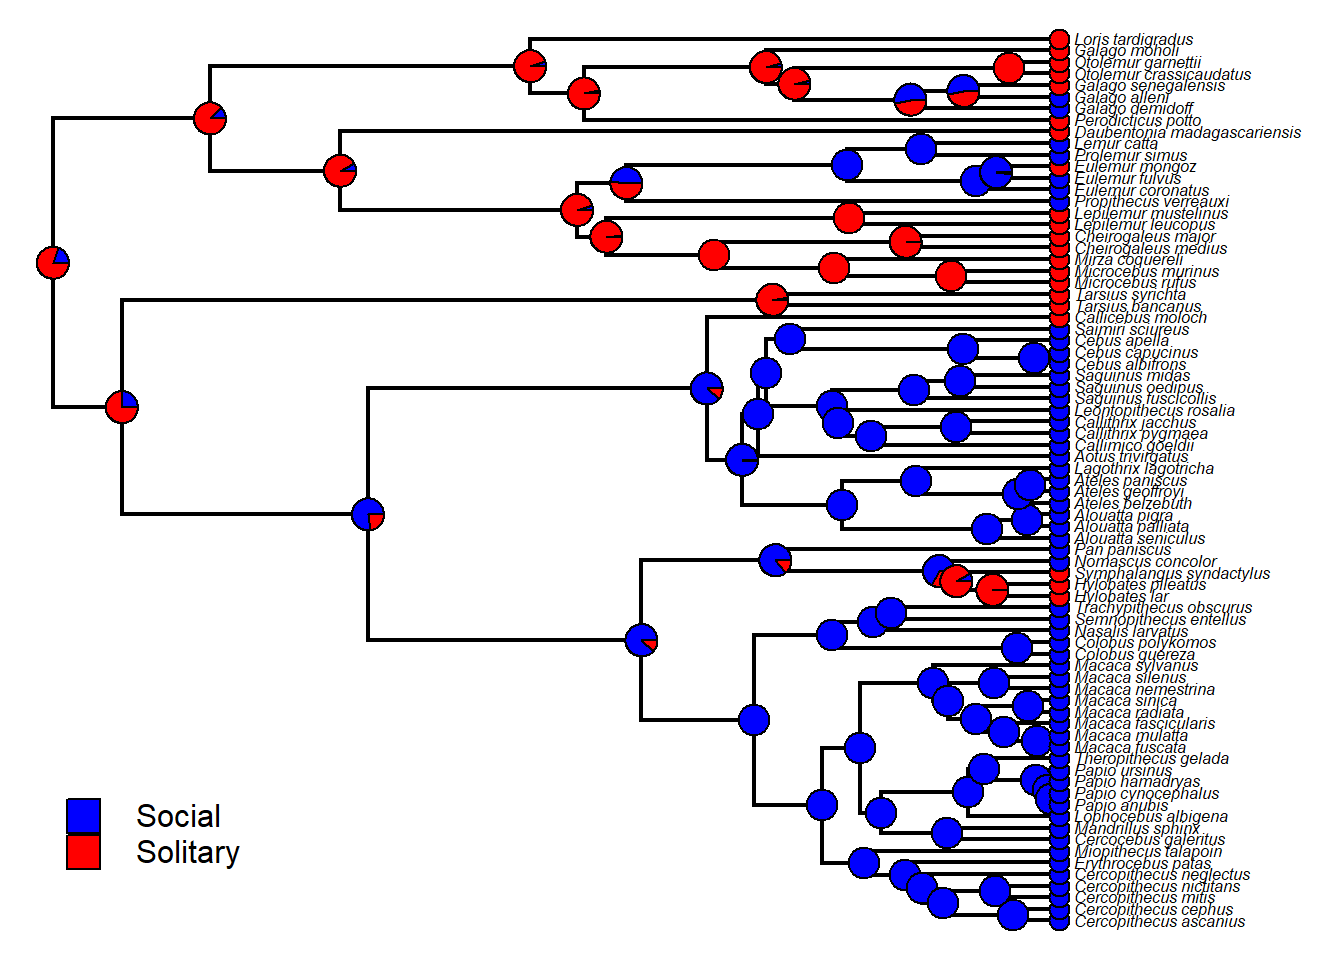 Loris tardigradus
Galago moholi
Otolemur garnettii
Otolemur crassicaudatus
Galago senegalensis
Galago alleni
Galago demidoff
Perodicticus potto
Daubentonia madagascariensis
Lemur catta
Prolemur simus
Eulemur mongoz
Eulemur fulvus
Eulemur coronatus
Propithecus verreauxi
Lepilemur mustelinus
Lepilemur leucopus
Cheirogaleus major
Cheirogaleus medius
Mirza coquereli
Microcebus murinus
Microcebus rufus
Tarsius syrichta
Tarsius bancanus
Callicebus moloch
Saimiri sciureus
Cebus apella
Cebus capucinus
Cebus albifrons
Saguinus midas
Saguinus oedipus
Saguinus fuscicollis
Leontopithecus rosalia
Callithrix jacchus
Callithrix pygmaea
Callimico goeldii
Aotus trivirgatus
Lagothrix lagotricha
Ateles paniscus
Ateles geoffroyi
Ateles belzebuth
Alouatta pigra
Alouatta palliata
Alouatta seniculus
Pan paniscus
Nomascus concolor
Symphalangus syndactylus
Hylobates pileatus
Hylobates lar
Trachypithecus obscurus
Semnopithecus entellus
Nasalis larvatus
Colobus polykomos
Colobus guereza
Macaca sylvanus
Macaca silenus
Macaca nemestrina
Macaca sinica
Macaca radiata
Macaca fascicularis
Macaca mulatta
Macaca fuscata
Theropithecus gelada
Papio ursinus
Papio hamadryas
Papio cynocephalus
Papio anubis
Lophocebus albigena
Mandrillus sphinx
Cercocebus galeritus
Miopithecus talapoin
Erythrocebus patas
Cercopithecus neglectus
Cercopithecus nictitans
Cercopithecus mitis
Cercopithecus cephus
Cercopithecus ascanius
Social
Solitary